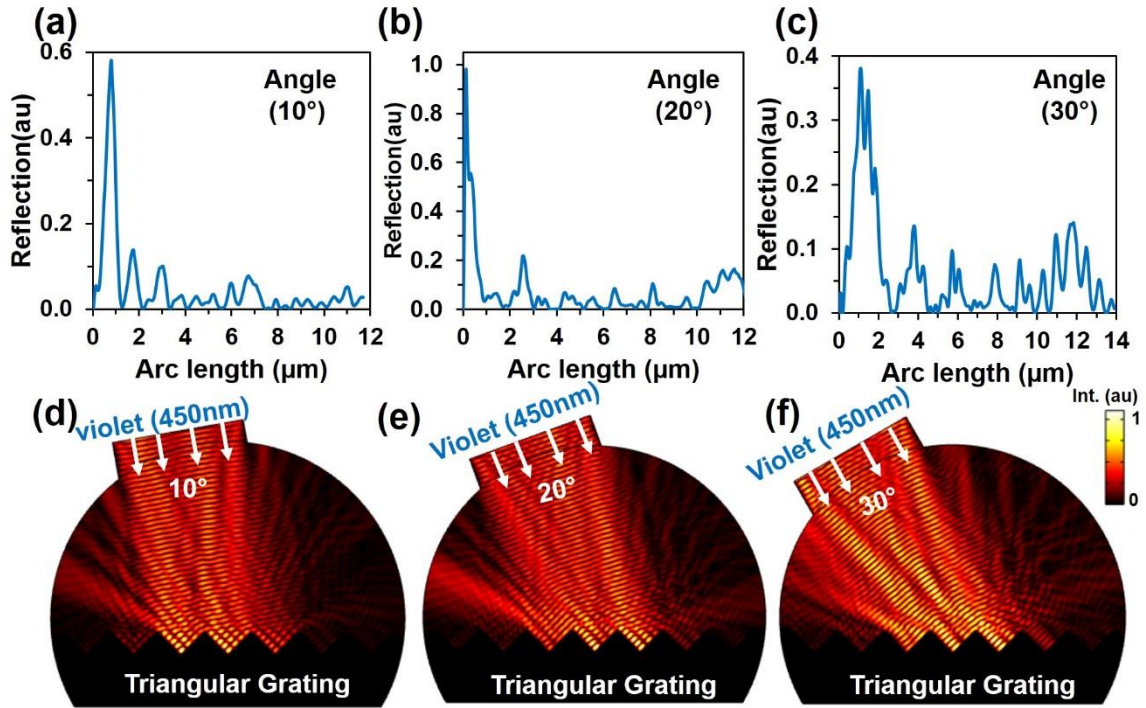 (a)
0.6
0.4
0.2
0.0
Reflection(au)
Angle
(10°)
0 2 4 6 8 10 12
Arc length (µm)
(b)
1.0
0.8
0.6
0.4
0.2
0.0
Reflection(au)
Angle
(20°)
0 2 4 6 8 10 12
Arc length (µm)
(c)
0.4
0.3
0.2
0.1
0.0
Reflection(au)
Angle
(30°)
0 2 4 6 8 10 12 14
Arc length (µm)
(d)
violet (450nm)
10°
Triangular Grating
(e)
Violet (450nm)
20°
Triangular Grating
(f)
Violet (450nm)
30°
Triangular Grating
Int. (au)
1
0